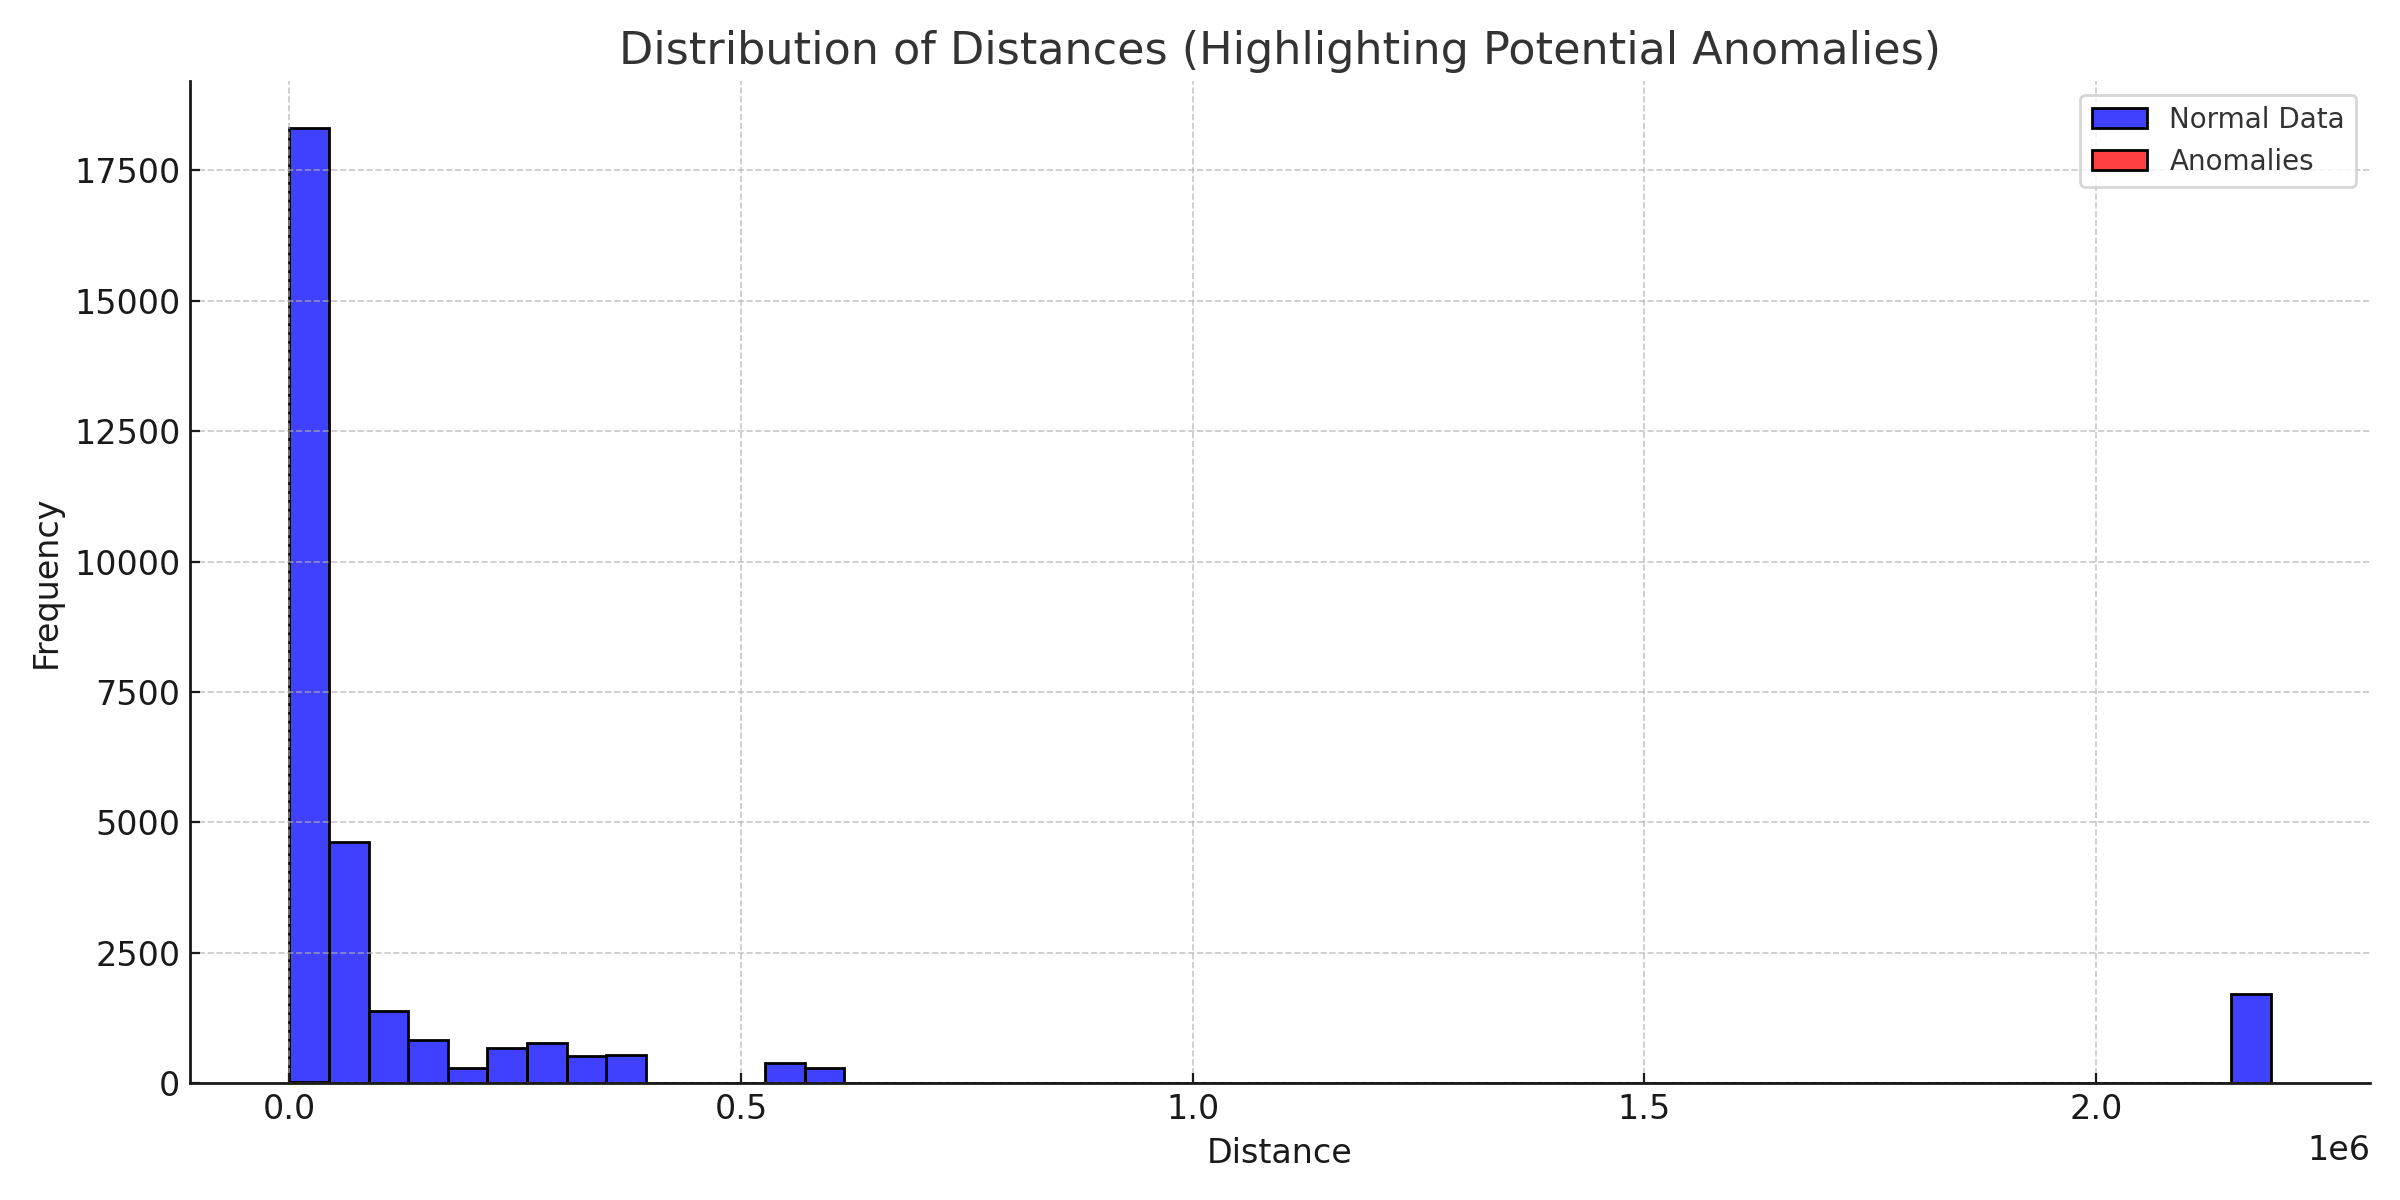 Distribution of Distances (Highlighting Potential Anomalies)
Normal Data
Anomalies
Frequency
17500
15000
12500
10000
7500
5000
2500
0
0.0 0.5 1.0 1.5 2.0
1e6
Distance